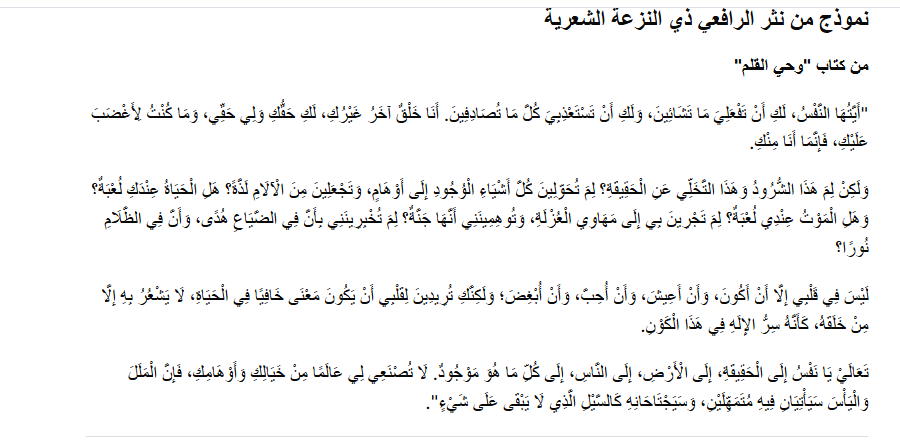 نموذج من نثر الرافعي ذي النزعة الشعرية
من كتاب "وحي القلم"
"أَيَّتُهَا النَّفْسُ، لَكِ أَنْ تَفْعَلِيَ مَا تَشَائِينَ، وَلَكِ أَنْ تَسْتَعْذِبِيَ كُلَّ مَا تُصَادِفِينَ. أَنَا خَلْقٌ آخَرُ غَيْرُكِ، لَكِ حَقُّكِ وَلِي حَقِّي، وَمَا كُنْتُ لِأَغْضَبَ
عَلَيْكِ، فَإِنَّمَا أَنَا مِنْكِ.
وَلَكِنْ لِمَ هَذَا الشُّرُودُ وَهَذَا التَّخَلِّي عَنِ الْحَقِيقَةِ؟ لِمَ تُحَوِّلِينَ كُلَّ أَشْيَاءِ الْوُجُودِ إِلَى أَوْهَامٍ، وَتَجْعَلِينَ مِنَ الْآلَامِ لَذَّةً؟ هَلِ الْحَيَاةُ عِنْدَكِ لُعْبَةٌ؟
وَهَلِ الْمَوْتُ عِنْدِي لُعْبَةٌ؟ لِمَ تَجْرِينَ بِي إِلَى مَهَاوِي الْعُزْلَةِ، وَتُوهِمِينَنِي أَنَّهَا جَنَّةٌ؟ لِمَ تُخْبِرِينَنِي بِأَنَّ فِي الضَّيَاعِ هُدًى، وَأَنَّ فِي الظَّلَامِ
نُورًا؟
لَيْسَ فِي قَلْبِي إِلَّا أَنْ أَكُونَ، وَأَنْ أَعِيشَ، وَأَنْ أُحِبَّ، وَأَنْ أُبْغِضَ؛ وَلَكِنَّكِ تُرِيدِينَ لِقَلْبِي أَنْ يَكُونَ مَعْنَى خَافِيًا فِي الْحَيَاةِ، لَا يَشْعُرُ بِهِ إِلَّا
مِنْ خَلَقَهُ، كَأَنَّهُ سِرُّ الإِلَهِ فِي هَذَا الْكَوْنِ.
تَعَالَيْ يَا نَفْسُ إِلَى الْحَقِيقَةِ، إِلَى الْأَرْضِ، إِلَى النَّاسِ، إِلَى كُلِّ مَا هُوَ مَوْجُودٌ. لَا تُصْنَعِي لِي عَالَمًا مِنْ خَيَالِكِ وَأَوْهَامِكِ، فَإِنَّ الْمَلَلَ
وَالْيَأْسَ سَيَأْتِيَانِ فِيهِ مُتَمَهِّلَيْنِ، وَسَيَجْتَاحَانِهِ كَالسَّيْلِ الَّذِي لَا يَبْقَى عَلَى شَيْءٍ".